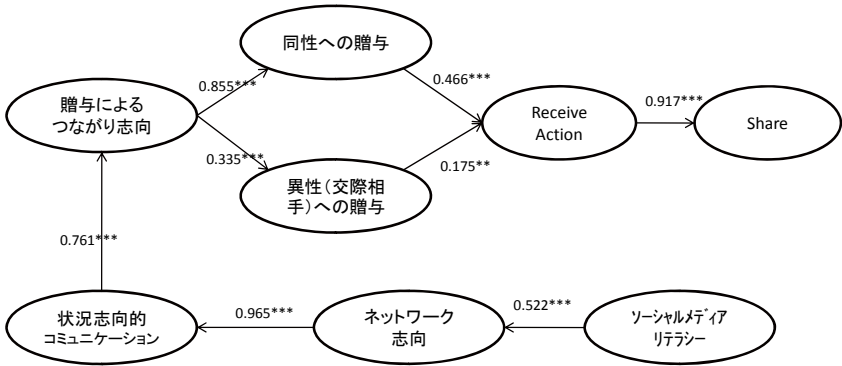 同性への贈与
0.855***
0.466***
贈与による
つながり志向
Receive
Action
0.917***
Share
0.335***
0.175**
異性（交際相
手）への贈与
0.761***
状況志向的
コミュニケーション
0.965***
ネットワーク
志向
0.522***
ｿｰｼｬﾙﾒﾃﾞｨｱ
ﾘﾃﾗｼｰ